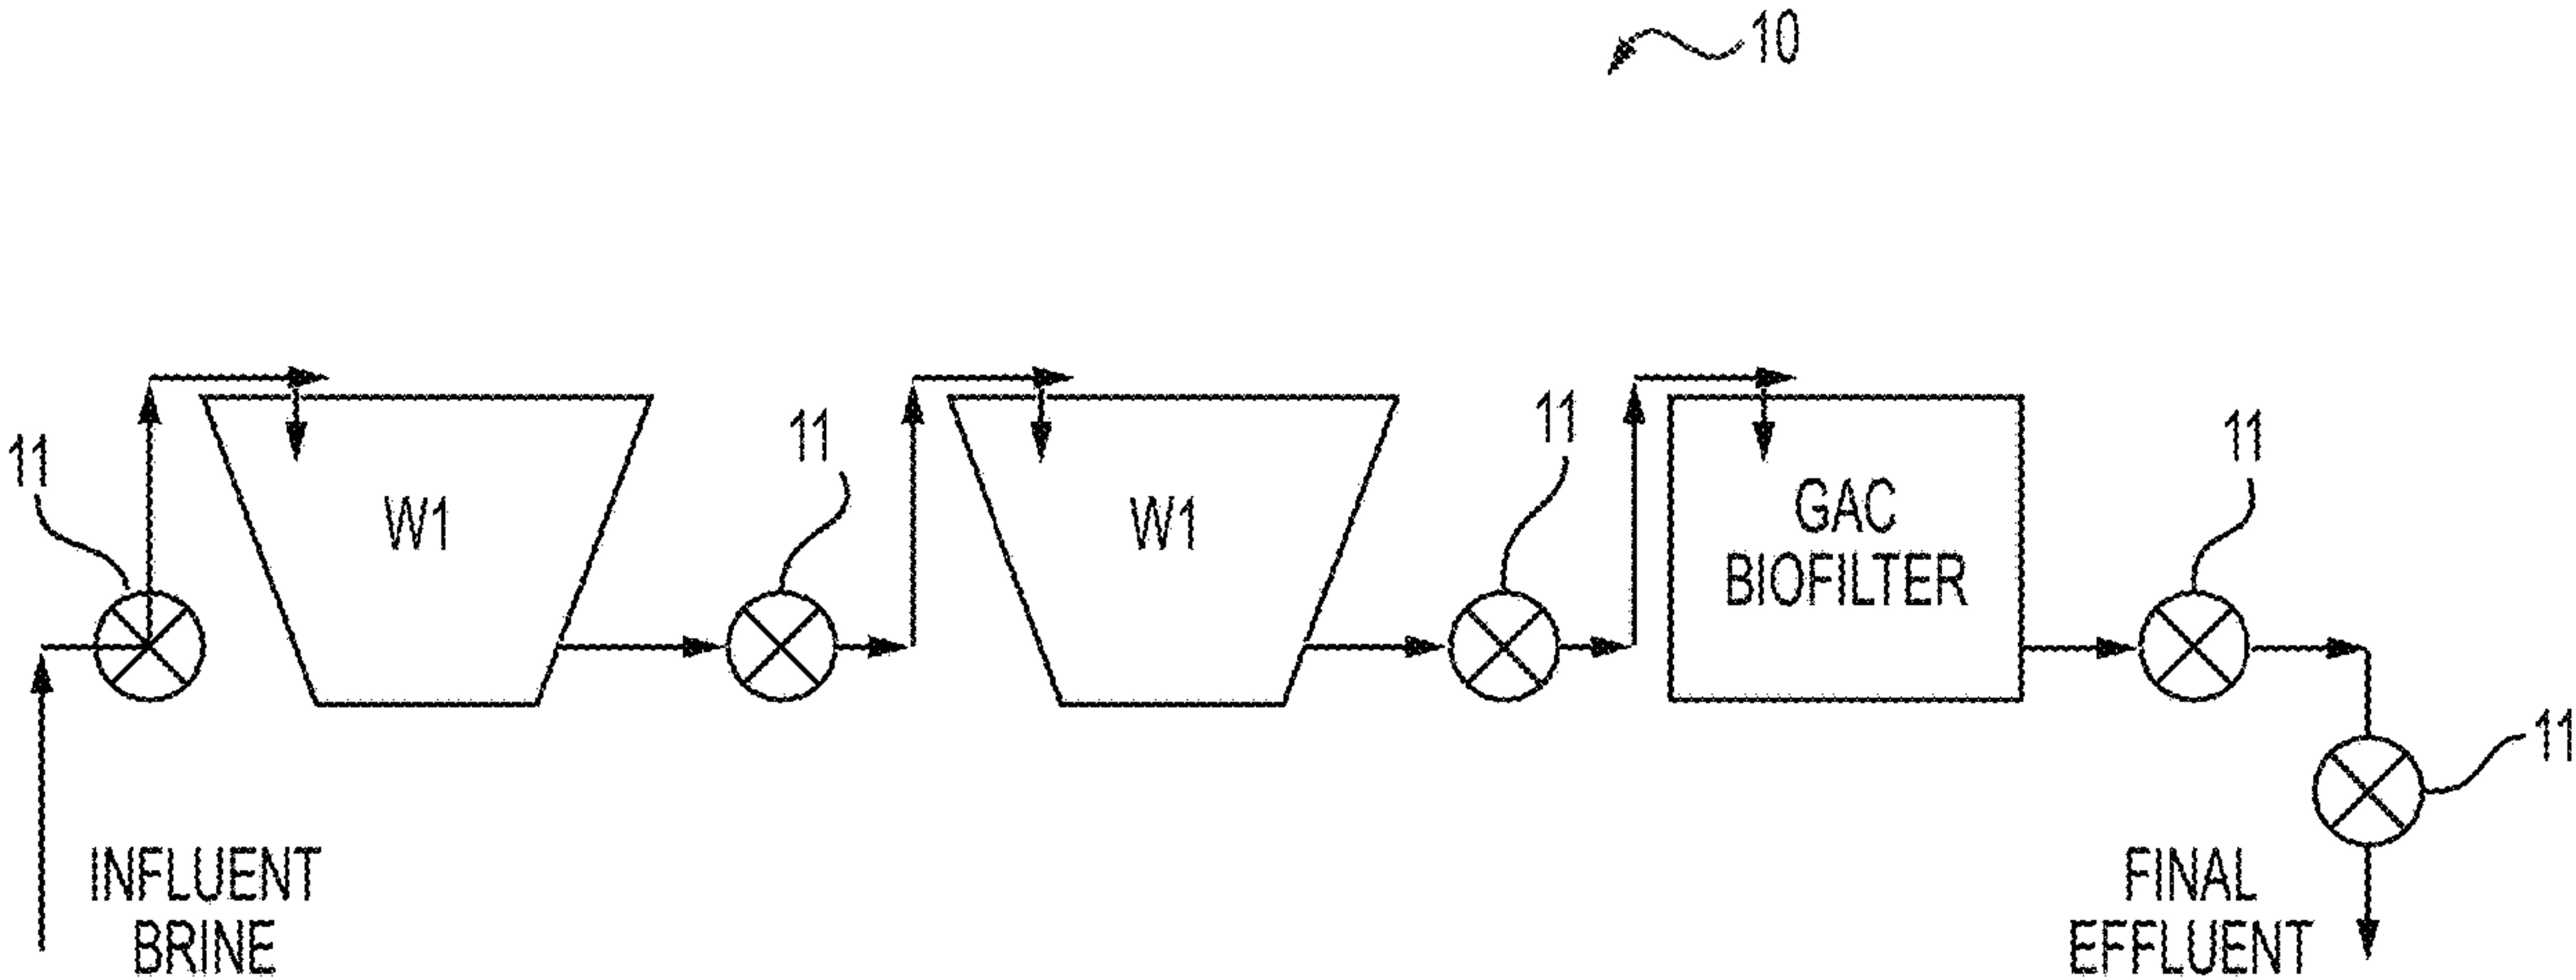 10
11
11
11
11
W1
W1
GAC
BIOFILTER
11
INFLUENT
BRINE
FINAL
EFFLUENT